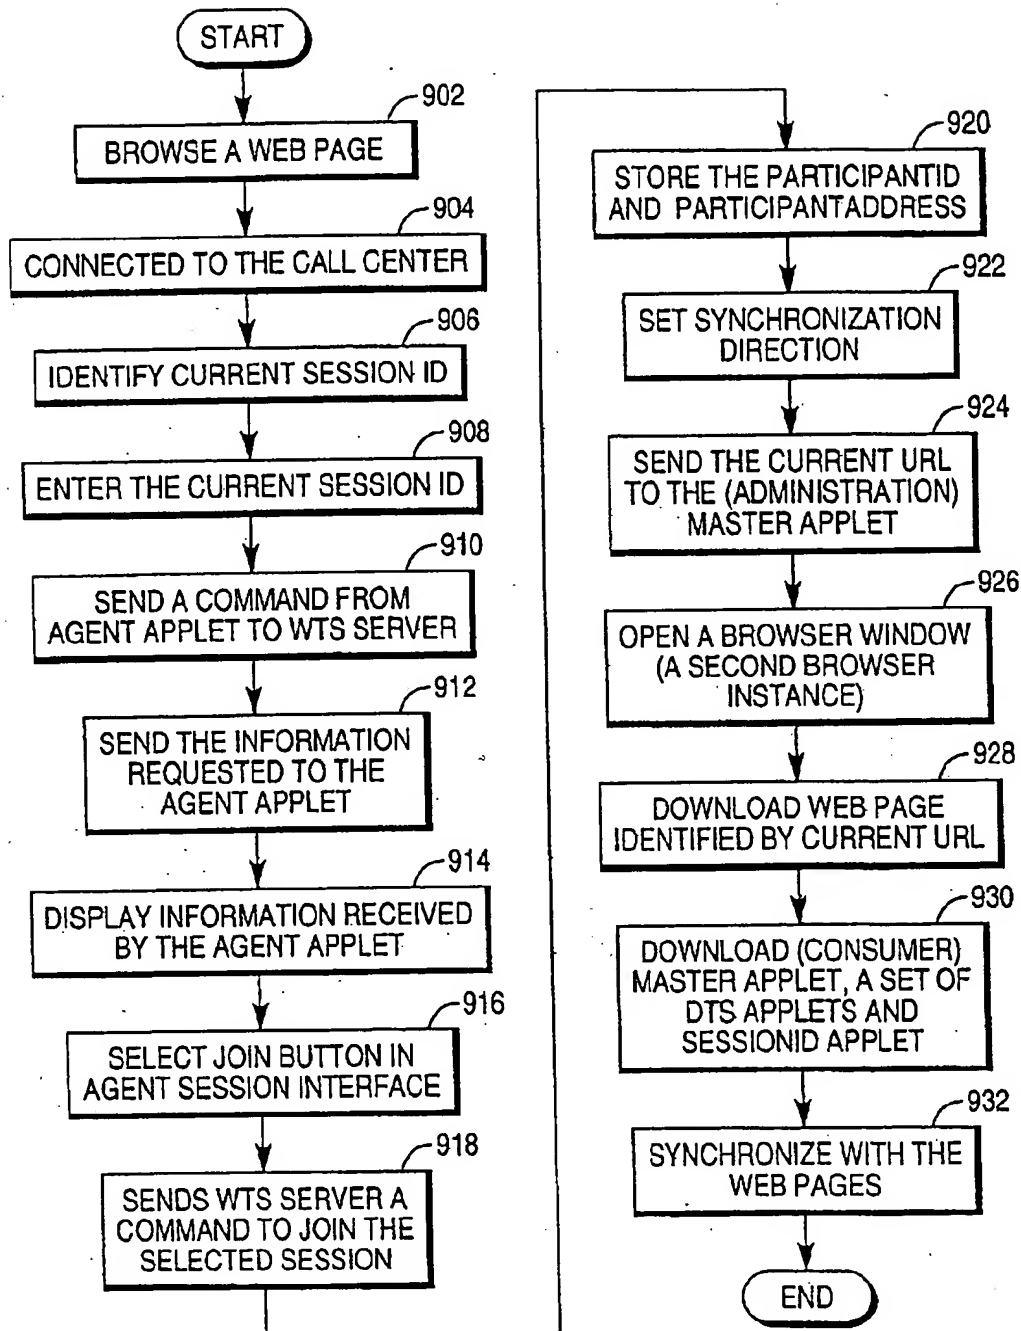 START
902
BROWSE A WEB PAGE
904
CONNECTED TO THE CALL CENTER
906
IDENTIFY CURRENT SESSION ID
908
ENTER THE CURRENT SESSION ID
910
SEND A COMMAND FROM
AGENT APPLET TO WTS SERVER
912
SEND THE INFORMATION
REQUESTED TO THE
AGENT APPLET
914
DISPLAY INFORMATION RECEIVED
BY THE AGENT APPLET
916
SELECT JOIN BUTTON IN
AGENT SESSION INTERFACE
918
SENDS WTS SERVER A
COMMAND TO JOIN THE
SELECTED SESSION
920
STORE THE PARTICIPANTID
AND PARTICIPANTADDRESS
922
SET SYNCHRONIZATION
DIRECTION
924
SEND THE CURRENT URL
TO THE (ADMINISTRATION)
MASTER APPLET
926
OPEN A BROWSER WINDOW
(A SECOND BROWSER
INSTANCE)
928
DOWNLOAD WEB PAGE
IDENTIFIED BY CURRENT URL
930
DOWNLOAD (CONSUMER)
MASTER APPLET, A SET OF
DTS APPLETS AND
SESSIONID APPLET
932
SYNCHRONIZE WITH THE
WEB PAGES
END